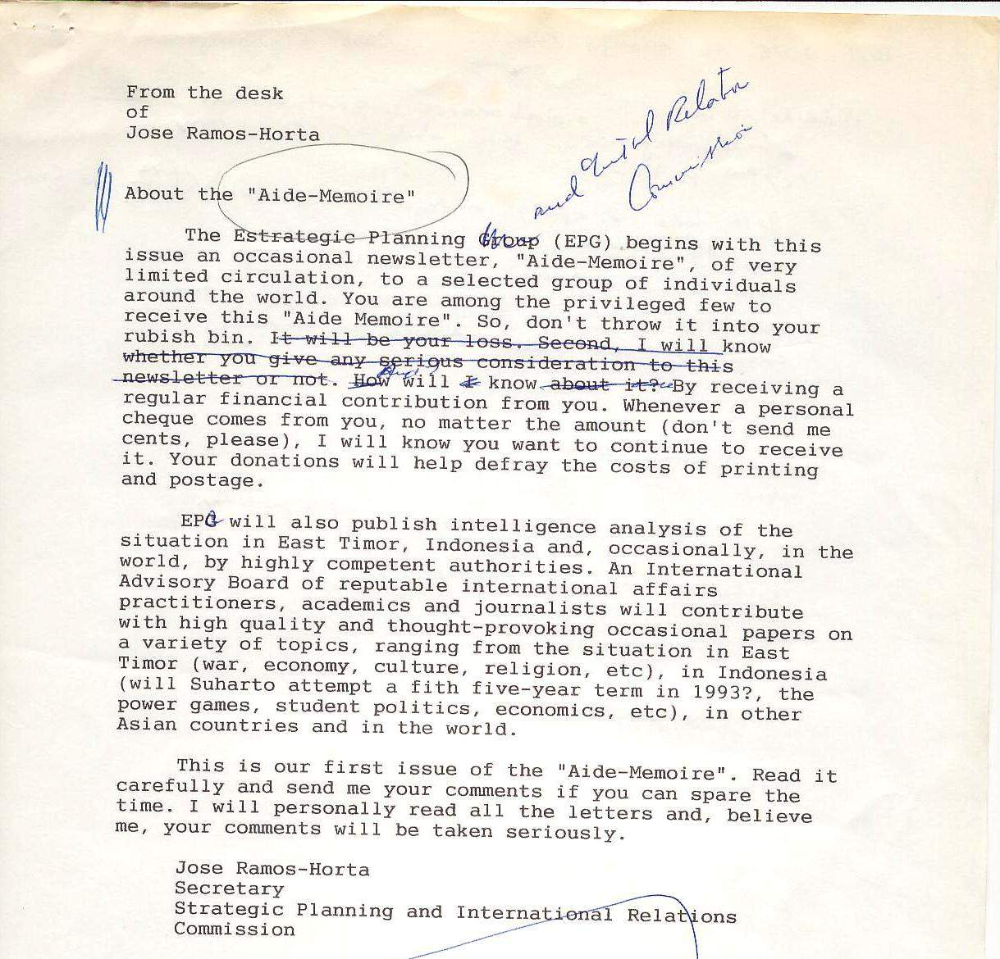 From the desk
of
Jose Ramos-Horta
and Int'al Relation
Commission
About the "Aide-Memoire"
The Estrategic Planning Group (EPG) begins with this
issue an occasional newsletter, "Aide-Memoire", of very
limited circulation, to a selected group of individuals
around the world. You are among the privileged few to
receive this "Aide Memoire". So, don't throw it into your
rubish bin. It will be your loss. Second, I will know
whether you give any serious consideration to this
newsletter or not. How will I know about it? By receiving a
regular financial contribution from you. Whenever a personal
cheque comes from you, no matter the amount (don't send me
cents, please), I will know you want to continue to receive
it. Your donations will help defray the costs of printing
and postage.
EPG will also publish intelligence analysis of the
situation in East Timor, Indonesia and, occasionally, in the
world, by highly competent authorities. An International
Advisory Board of reputable international affairs
practitioners, academics and journalists will contribute
with high quality and thought-provoking occasional papers on
a variety of topics, ranging from the situation in East
Timor (war, economy, culture, religion, etc), in Indonesia
(will Suharto attempt a fith five-year term in 1993?, the
power games, student politics, economics, etc), in other
Asian countries and in the world.
This is our first issue of the "Aide-Memoire". Read it
carefully and send me your comments if you can spare the
time. I will personally read all the letters and, believe
me, your comments will be taken seriously.
Jose Ramos-Horta
Secretary
Strategic Planning and International Relations
Commission